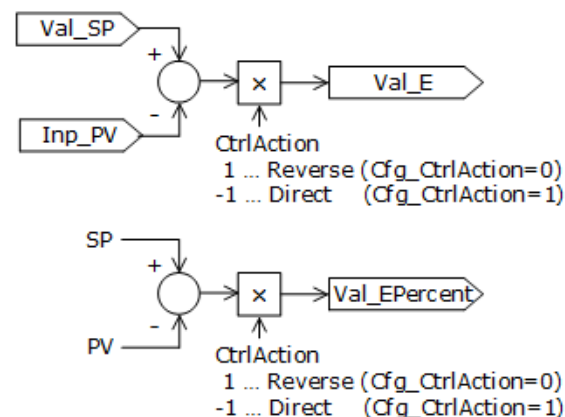 Val_SP
+
×
Val_E
-
Inp_PV
CtrlAction
1 ... Reverse (Cfg_CtrlAction=0)
-1 ... Direct (Cfg_CtrlAction=1)
SP
+
×
Val_EPercent
-
PV
CtrlAction
1 ... Reverse (Cfg_CtrlAction=0)
-1 ... Direct (Cfg_CtrlAction=1)